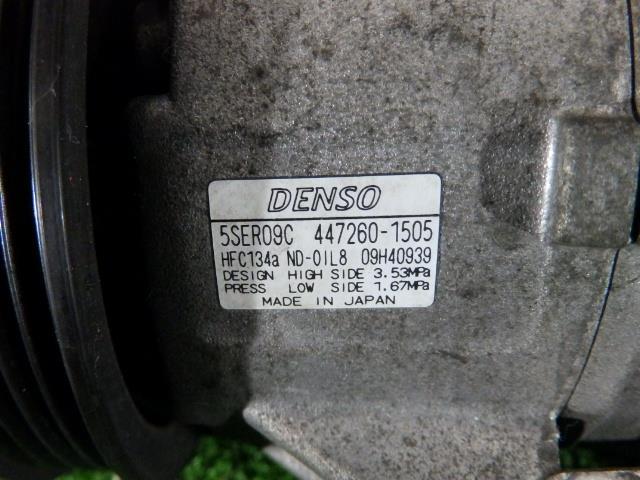 DENSO
5SER09C 447260-1505
HFC134a ND-OIL8 09H40939
DESIGN HIGH SIDE 3.53MPa
PRESS LOW SIDE 1.67MPa
MADE IN JAPAN